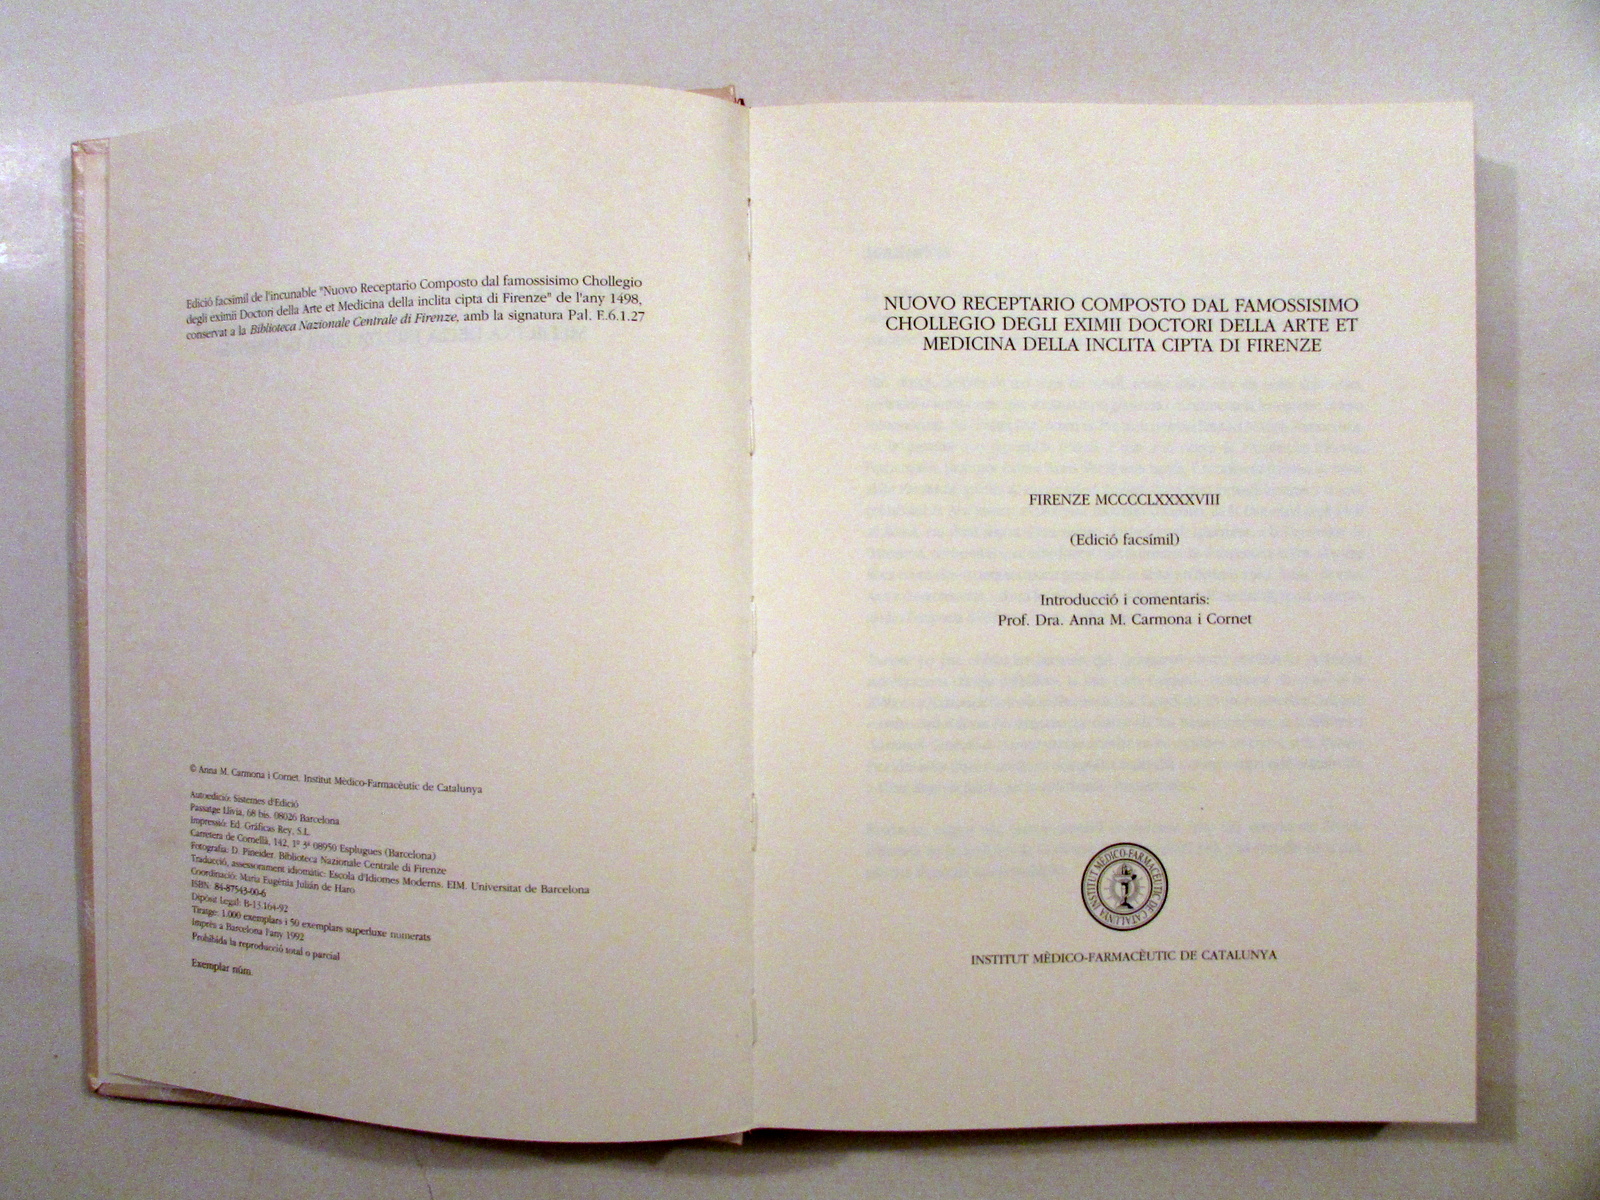 Edició facsímil de l'incunable "Nuovo Receptario Composto dal famossisimo Chollegio
degli eximii Doctori della Arte et Medicina della inclita cipta di Firenze" de l'any 1498,
conservat a la Biblioteca Nazionale Centrale di Firenze, amb la signatura Pal. E.6.1.27
© Anna M. Carmona i Cornet. Institut Mèdico-Farmacèutic de Catalunya
Autoedició: Sistemes d'Edició
Passatge Llívia, 68 bis. 08026 Barcelona
Impressió: Ed. Gráficas Rey, S.L.
Carretera de Cornellà, 142, 1º 3ª 08950 Esplugues (Barcelona)
Fotografia: D. Pineider. Biblioteca Nazionale Centrale di Firenze
Traducció, assessorament idiomàtic: Escola d'Idiomes Moderns. EIM. Universitat de Barcelona
Coordinació: Maria Eugènia Julián de Haro
ISBN: 84-87543-00-6
Dipòsit Legal: B-13.164-92
Tiratge: 1.000 exemplars i 50 exemplars superluxe numerats
Imprès a Barcelona l'any 1992
Prohibida la reproducció total o parcial
Exemplar núm.
NUOVO RECEPTARIO COMPOSTO DAL FAMOSSISIMO
CHOLLEGIO DEGLI EXIMII DOCTORI DELLA ARTE ET
MEDICINA DELLA INCLITA CIPTA DI FIRENZE
FIRENZE MCCCCLXXXXVIII
(Edició facsímil)
Introducció i comentaris:
Prof. Dra. Anna M. Carmona i Cornet
INSTITUT MÈDICO-FARMACÈUTIC DE CATALUNYA
INSTITUT MÈDICO-FARMACÈUTIC DE CATALUNYA